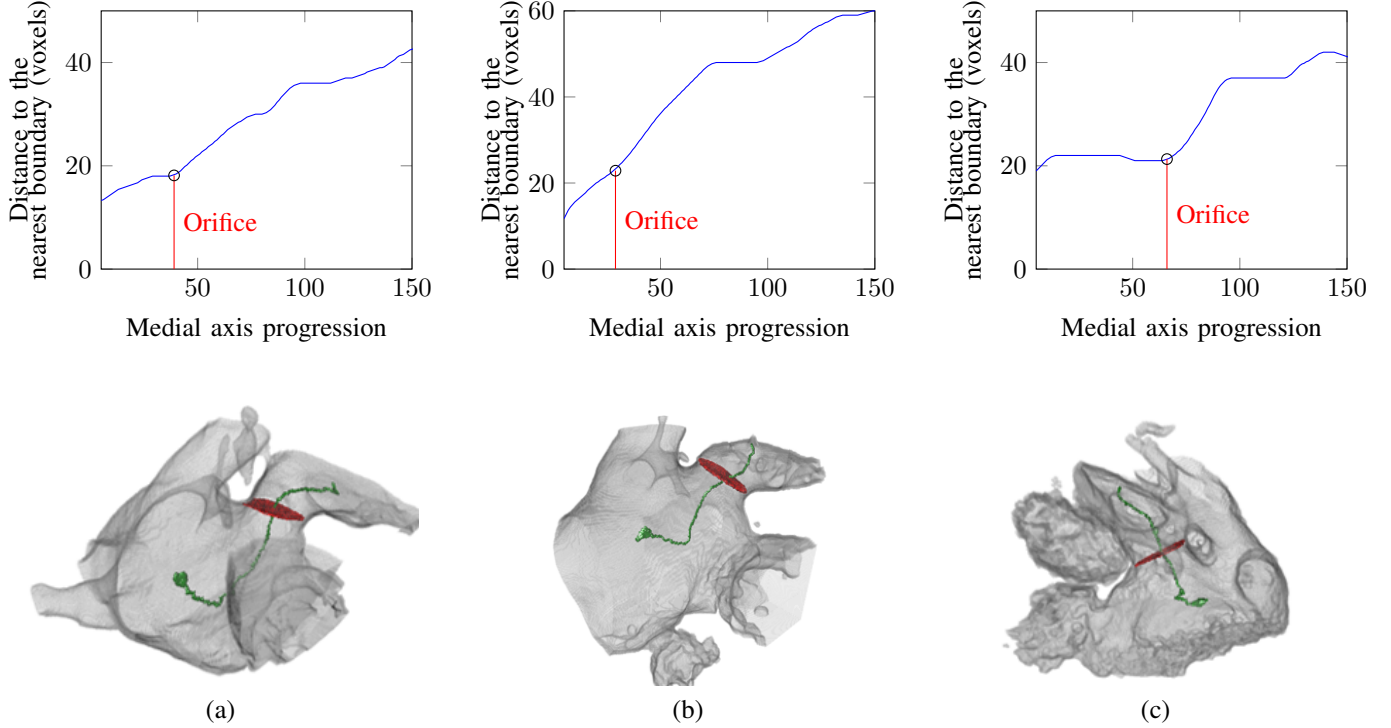 Distance to the
nearest boundary (voxels)
40
20
0
50
100
150
Orifice
Medial axis progression
Distance to the
nearest boundary (voxels)
60
40
20
0
50
100
150
Orifice
Medial axis progression
Distance to the
nearest boundary (voxels)
40
20
0
50
100
150
Orifice
Medial axis progression
(a)
(b)
(c)